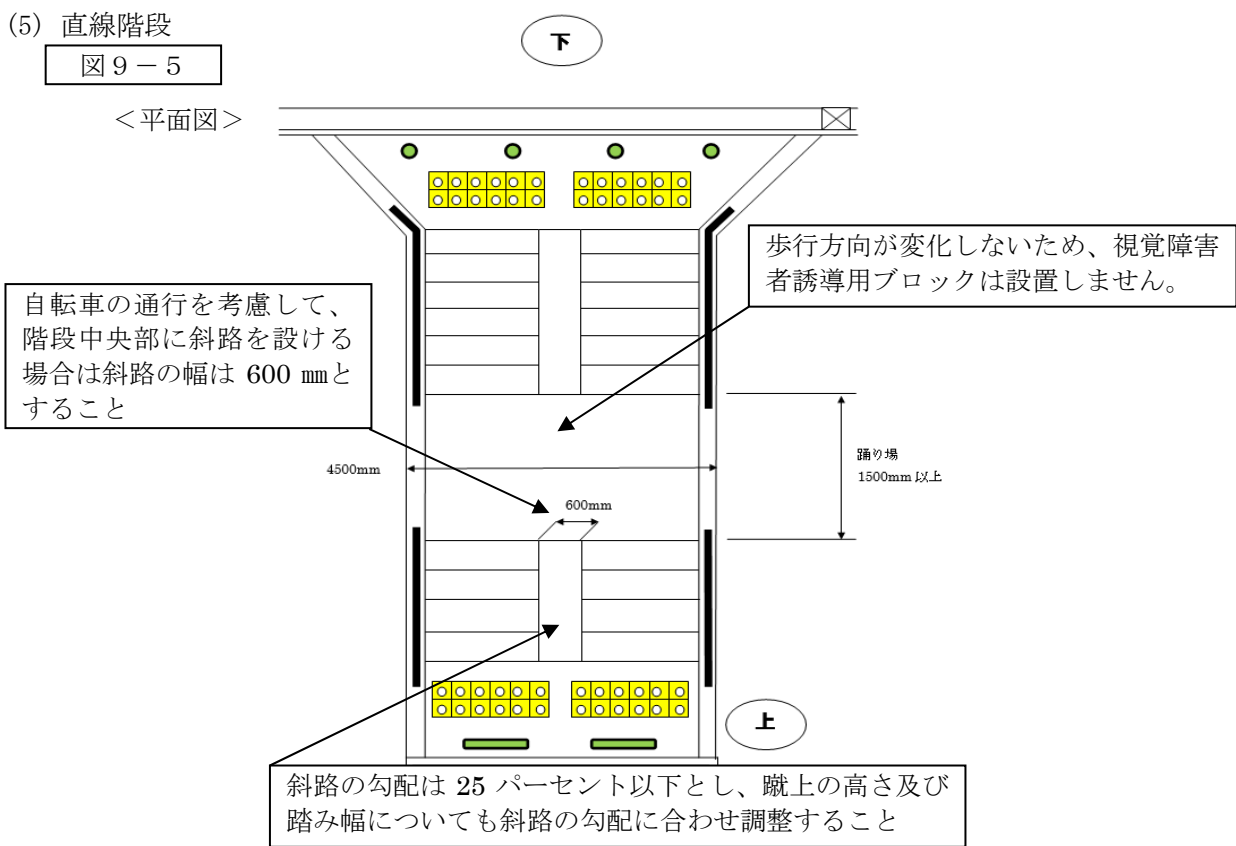 (5) 直線階段
下
図9－5
＜平面図＞
歩行方向が変化しないため、視覚障害
者誘導用ブロックは設置しません。
自転車の通行を考慮して、
階段中央部に斜路を設ける
場合は斜路の幅は 600 ㎜と
すること
踊り場
1500mm 以上
4500mm
600mm
上
斜路の勾配は 25 パーセント以下とし、蹴上の高さ及び
踏み幅についても斜路の勾配に合わせ調整すること